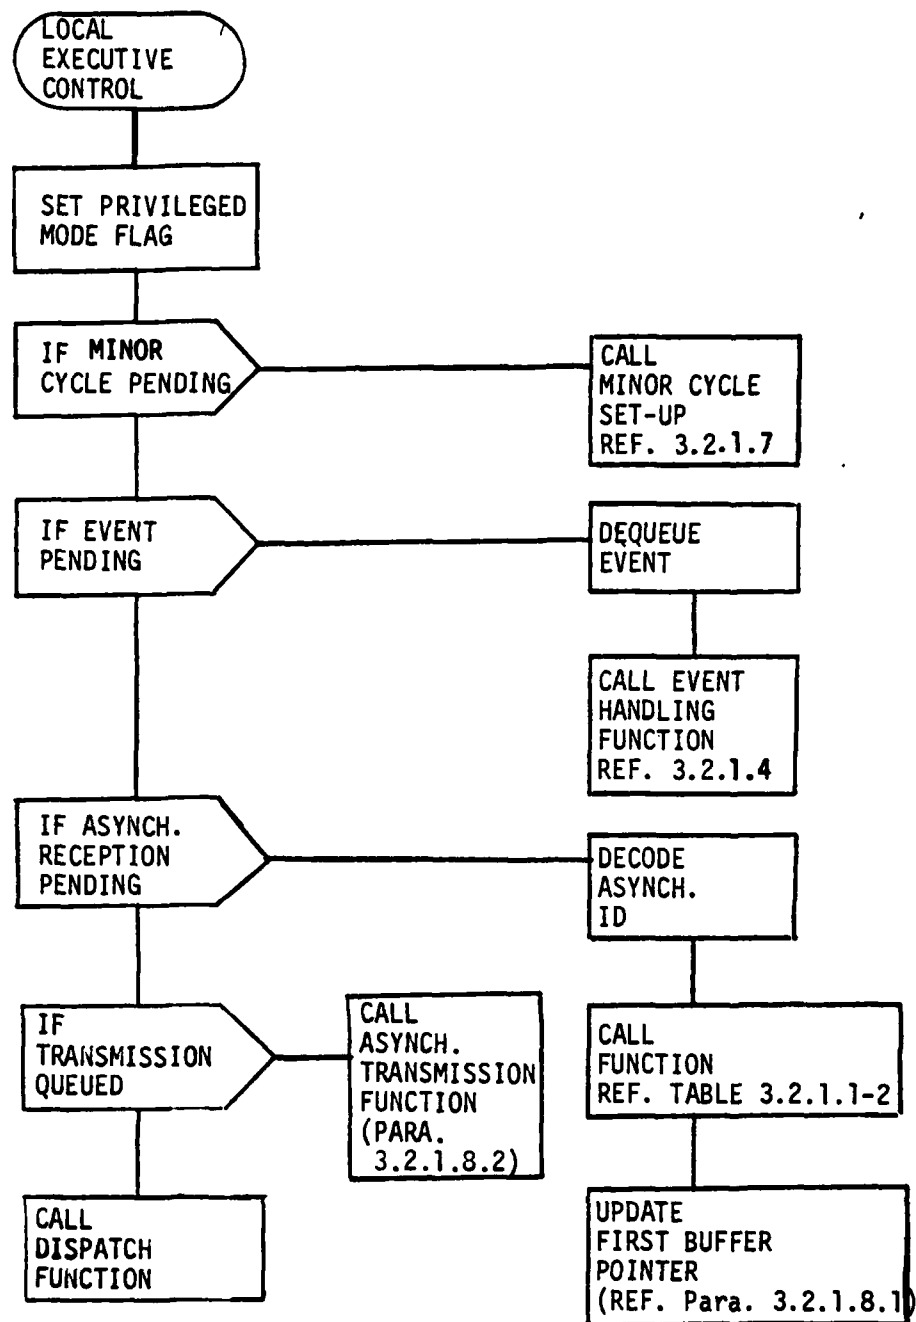 LOCAL
EXECUTIVE
CONTROL
SET PRIVILEGED
MODE FLAG
IF MINOR
CYCLE PENDING
CALL
MINOR CYCLE
SET-UP
REF. 3.2.1.7
IF EVENT
PENDING
DEQUEUE
EVENT
CALL EVENT
HANDLING
FUNCTION
REF. 3.2.1.4
IF ASYNCH.
RECEPTION
PENDING
DECODE
ASYNCH.
ID
IF
TRANSMISSION
QUEUED
CALL
ASYNCH.
TRANSMISSION
FUNCTION
(PARA.
3.2.1.8.2)
CALL
FUNCTION
REF. TABLE 3.2.1.1-2
CALL
DISPATCH
FUNCTION
UPDATE
FIRST BUFFER
POINTER
(REF. Para. 3.2.1.8.1)